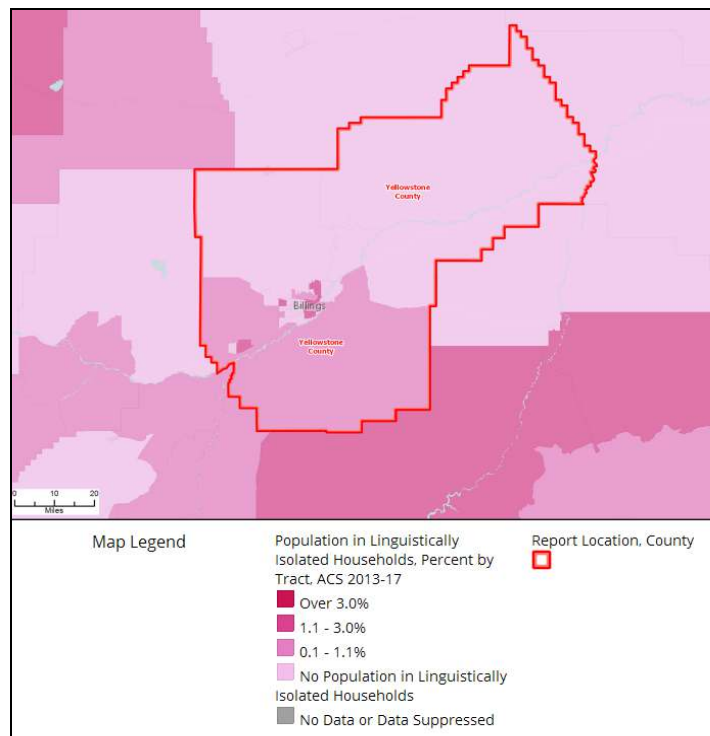 Yellowstone
County
Billings
Yellowstone
County
0 10 20
Miles
Map Legend
Population in Linguistically
Isolated Households, Percent by
Tract, ACS 2013-17
Over 3.0%
1.1 - 3.0%
0.1 - 1.1%
No Population in Linguistically
Isolated Households
No Data or Data Suppressed
Report Location, County